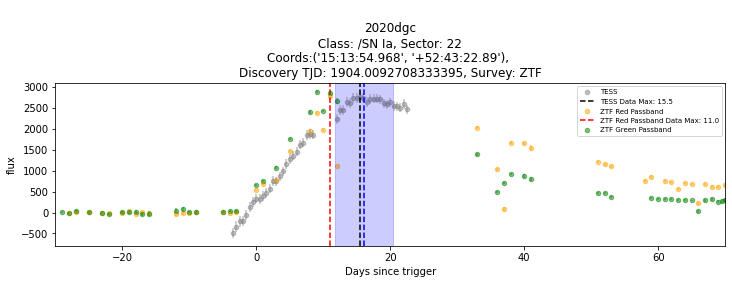 2020dgc
Class: /SN Ia, Sector: 22
Coords:('15:13:54.968', '+52:43:22.89'),
Discovery TJD: 1904.0092708333395, Survey: ZTF
3000
2500
2000
1500
1000
500
0
−500
flux
TESS
TESS Data Max: 15.5
ZTF Red Passband
ZTF Red Passband Data Max: 11.0
ZTF Green Passband
−20
0
20
40
60
Days since trigger